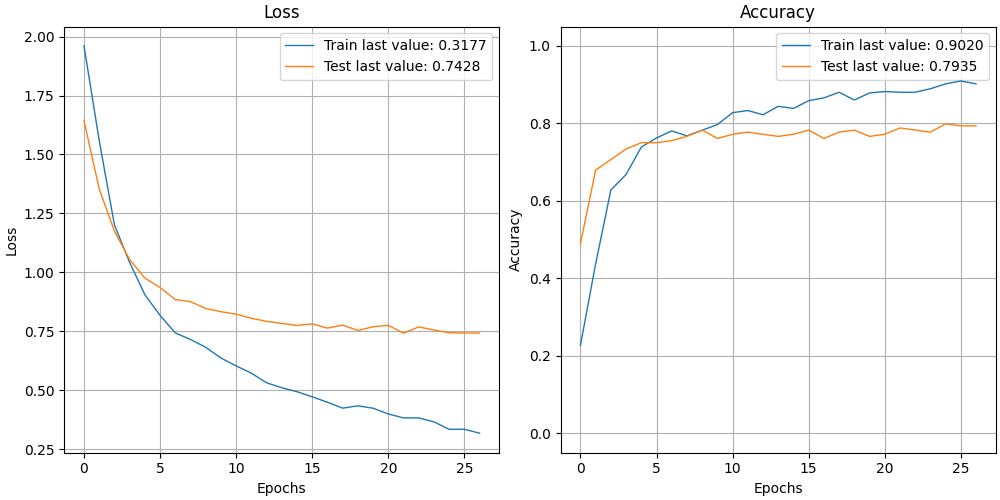 Loss
Train last value: 0.3177
Test last value: 0.7428
2.00
1.75
1.50
1.25
1.00
0.75
0.50
0.25
Loss
0 5 10 15 20 25
Epochs
Accuracy
Train last value: 0.9020
Test last value: 0.7935
1.0
0.8
0.6
0.4
0.2
0.0
Accuracy
0 5 10 15 20 25
Epochs